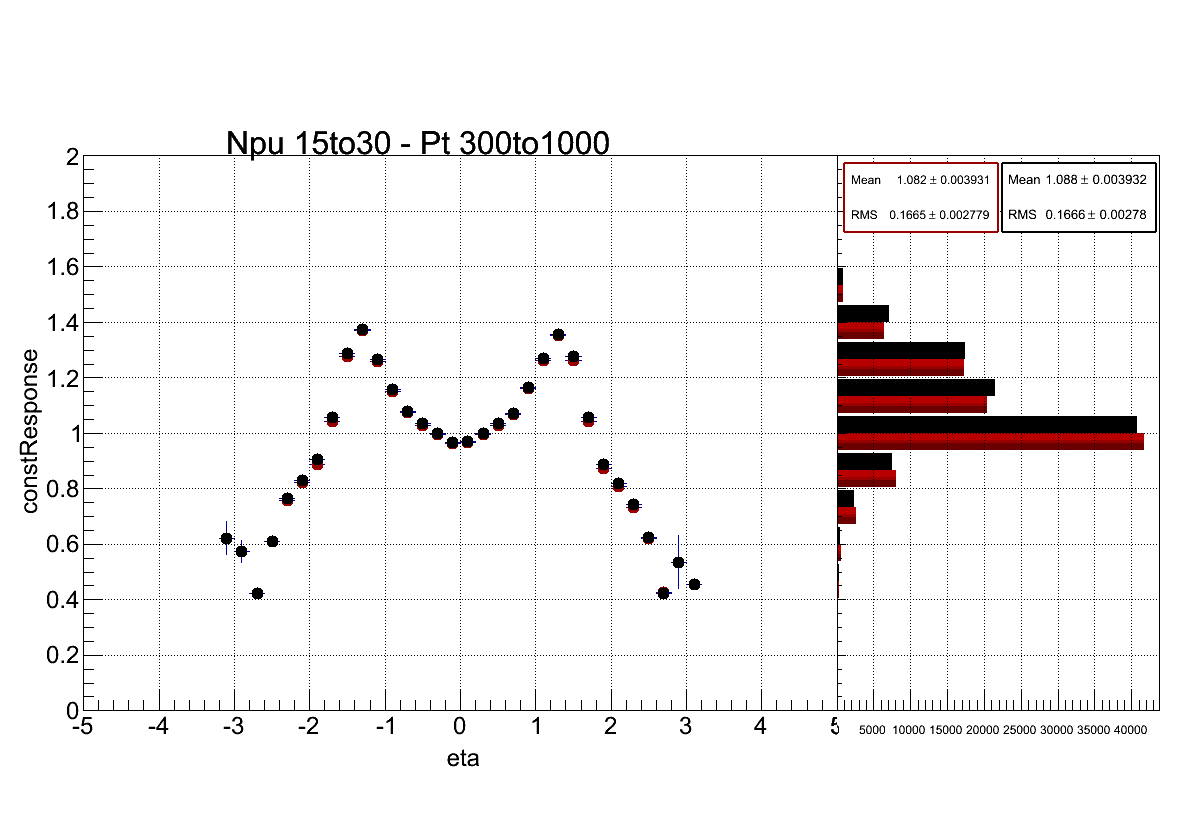 Npu 15to30 - Pt 300to1000
constResponse
2
1.8
1.6
1.4
1.2
1
0.8
0.6
0.4
0.2
0
-5 -4 -3 -2 -1 0 1 2 3 4
eta
Mean 1.082 ± 0.003931
RMS 0.1665 ± 0.002779
Mean 1.088 ± 0.003932
RMS 0.1666 ± 0.00278
5000 10000 15000 20000 25000 30000 35000 40000